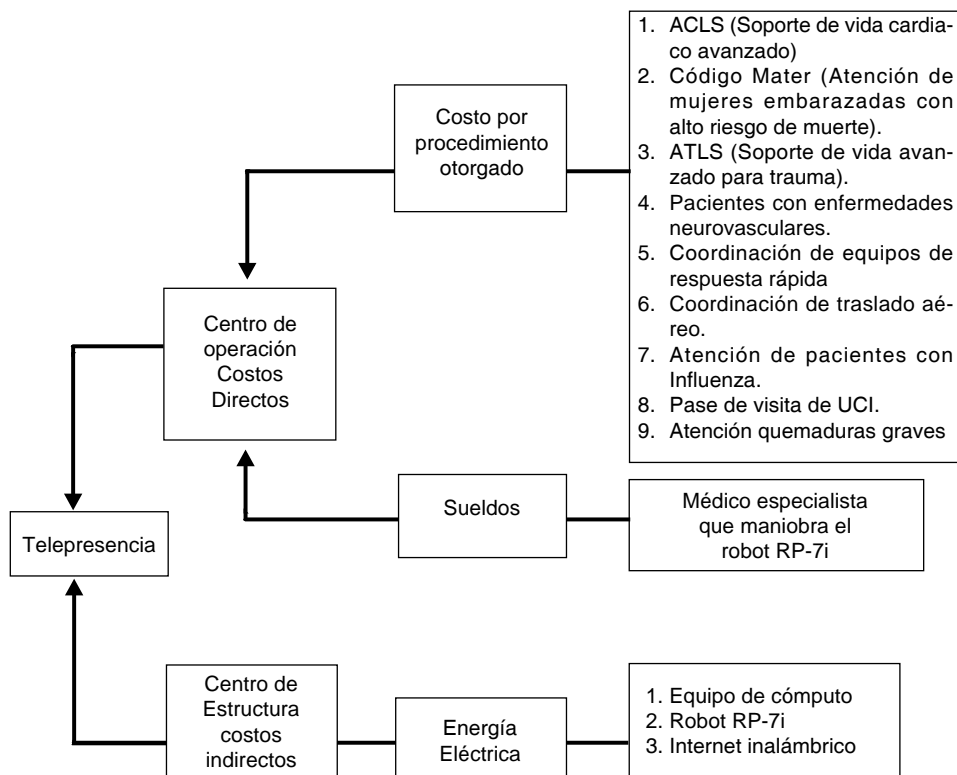 Costo por
procedimiento
otorgado
1. ACLS (Soporte de vida cardia-
co avanzado)
2. Código Mater (Atención de
mujeres embarazadas con
alto riesgo de muerte).
3. ATLS (Soporte de vida avan-
zado para trauma).
4. Pacientes con enfermedades
neurovasculares.
5. Coordinación de equipos de
respuesta rápida
6. Coordinación de traslado aé-
reo.
7. Atención de pacientes con
Influenza.
8. Pase de visita de UCI.
9. Atención quemaduras graves
Centro de
operación
Costos
Directos
Sueldos
Médico especialista
que maniobra el
robot RP-7i
Telepresencia
Centro de
Estructura
costos
indirectos
Energía
Eléctrica
1. Equipo de cómputo
2. Robot RP-7i
3. Internet inalámbrico